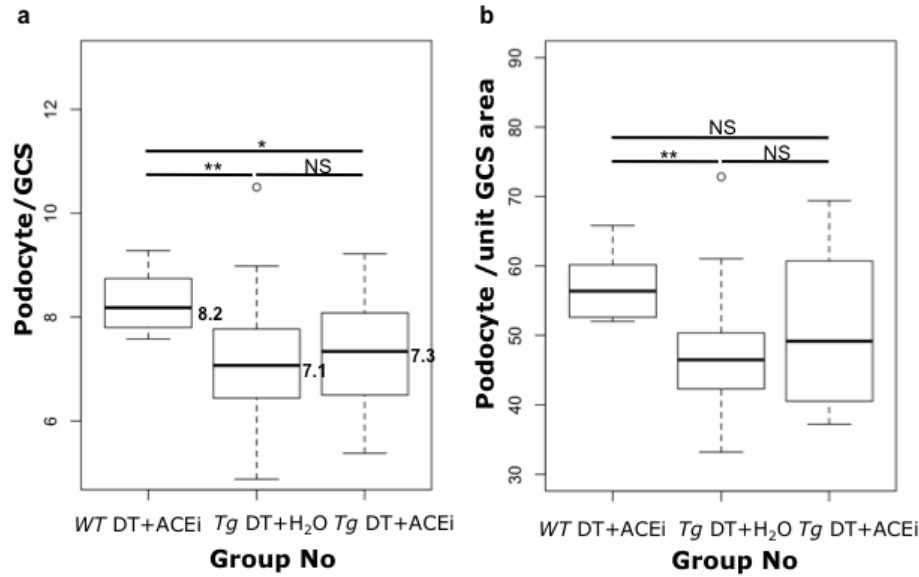 a
Podocyte/GCS
12
10
8
6
*
**
NS
8.2
7.1
7.3
WT DT+ACEi
Tg DT+H₂O
Tg DT+ACEi
Group No
b
Podocyte /unit GCS area
90
80
70
60
50
40
30
NS
**
NS
WT DT+ACEi
Tg DT+H₂O
Tg DT+ACEi
Group No